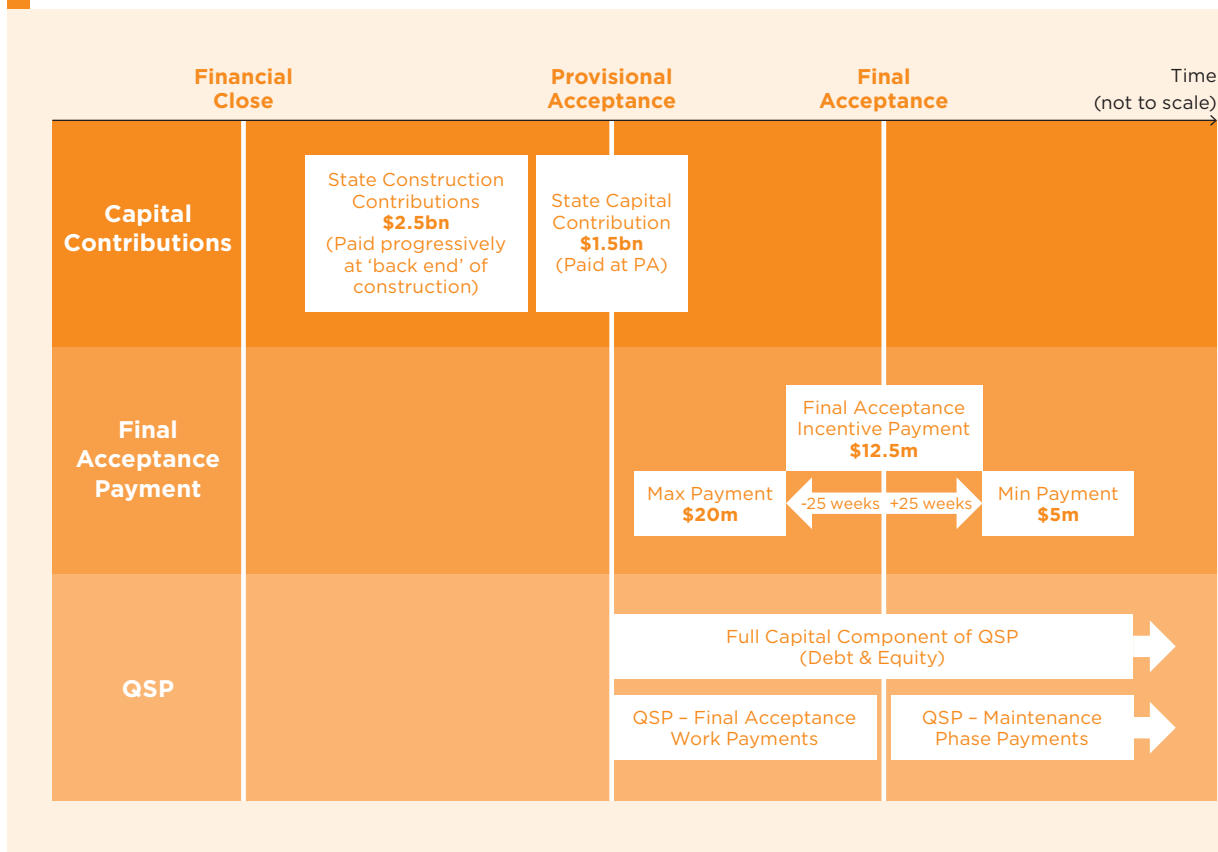 Financial
Close
Provisional
Acceptance
Final
Acceptance
Time
(not to scale)
Capital
Contributions
State Construction
Contributions
$2.5bn
(Paid progressively
at ‘back end’ of
construction)
State Capital
Contribution
$1.5bn
(Paid at PA)
Final
Acceptance
Payment
Final Acceptance
Incentive Payment
$12.5m
Max Payment
$20m
-25 weeks
+25 weeks
Min Payment
$5m
QSP
Full Capital Component of QSP
(Debt & Equity)
QSP – Final Acceptance
Work Payments
QSP – Maintenance
Phase Payments